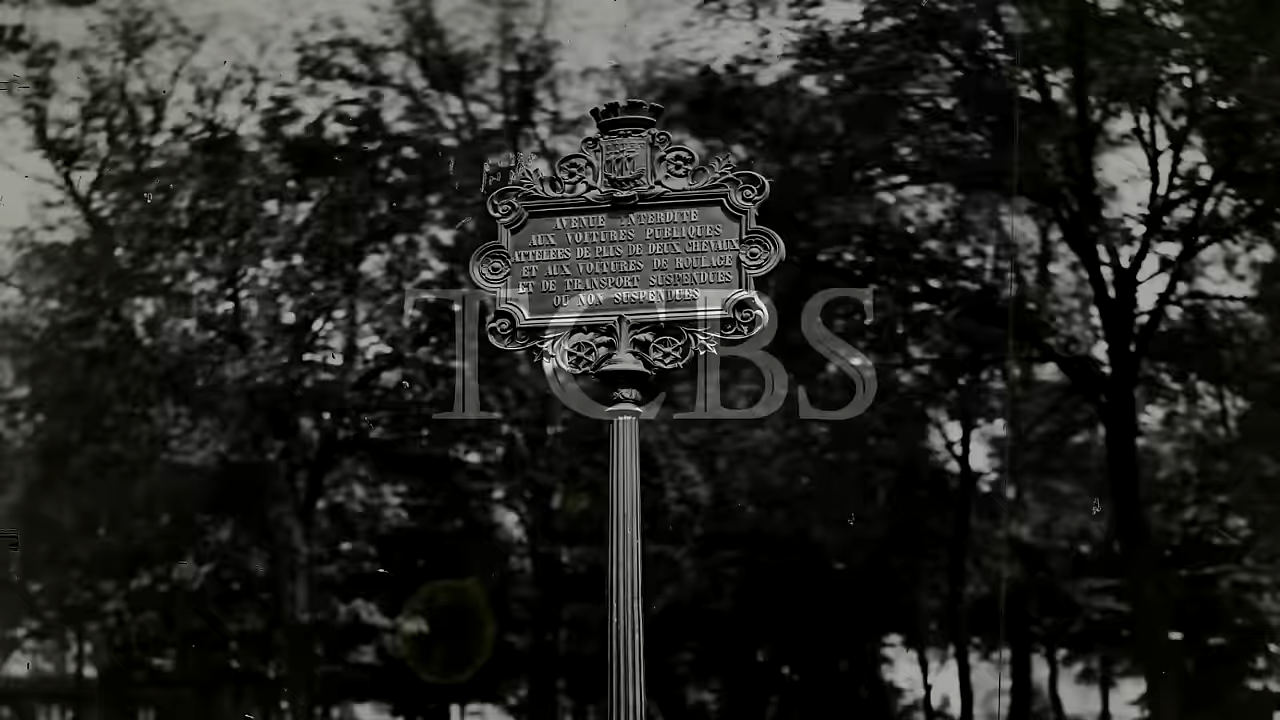 AVENUE INTERDITE
AUX VOITURES PUBLIQUES
ATTELÉES DE PLUS DE DEUX CHEVAUX
ET AUX VOITURES DE ROULAGE
ET DE TRANSPORT SUSPENDUES
OU NON SUSPENDUES
TCBS